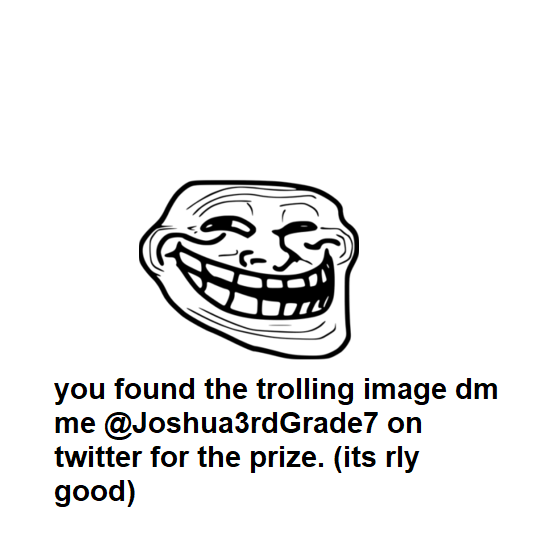 you found the trolling image dm
me @Joshua3rdGrade7 on
twitter for the prize. (its rly
good)